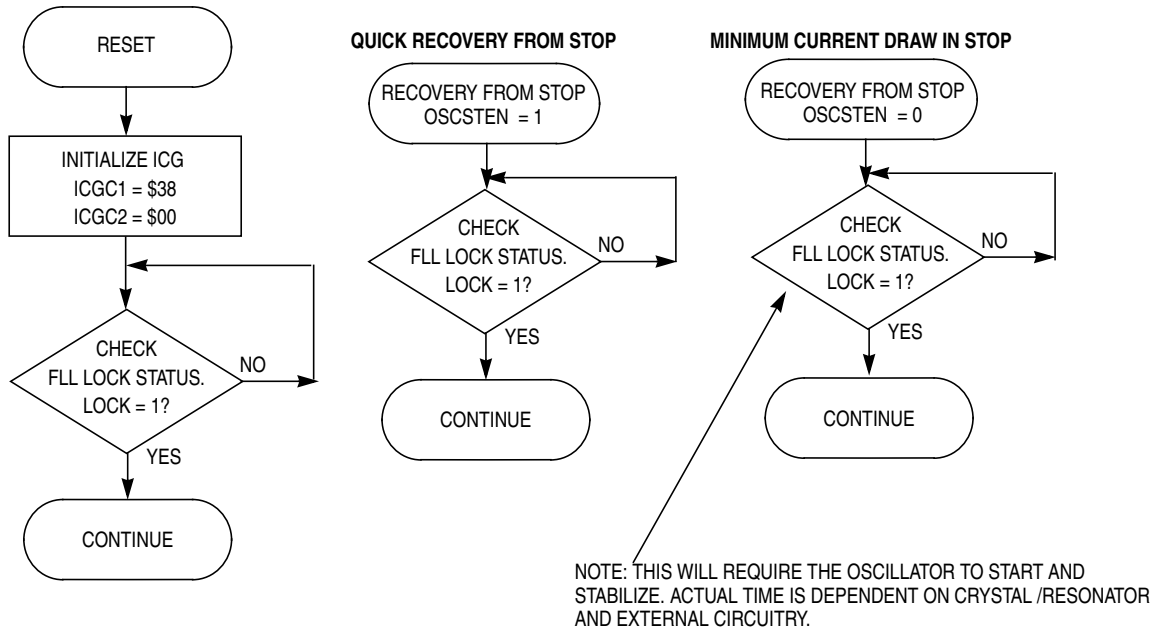 RESET
INITIALIZE ICG
ICGC1 = $38
ICGC2 = $00
CHECK
FLL LOCK STATUS.
LOCK = 1?
NO
YES
CONTINUE
QUICK RECOVERY FROM STOP
RECOVERY FROM STOP
OSCSTEN = 1
CHECK
FLL LOCK STATUS.
LOCK = 1?
NO
YES
CONTINUE
MINIMUM CURRENT DRAW IN STOP
RECOVERY FROM STOP
OSCSTEN = 0
CHECK
FLL LOCK STATUS.
LOCK = 1?
NO
YES
CONTINUE
NOTE: THIS WILL REQUIRE THE OSCILLATOR TO START AND
STABILIZE. ACTUAL TIME IS DEPENDENT ON CRYSTAL /RESONATOR
AND EXTERNAL CIRCUITRY.